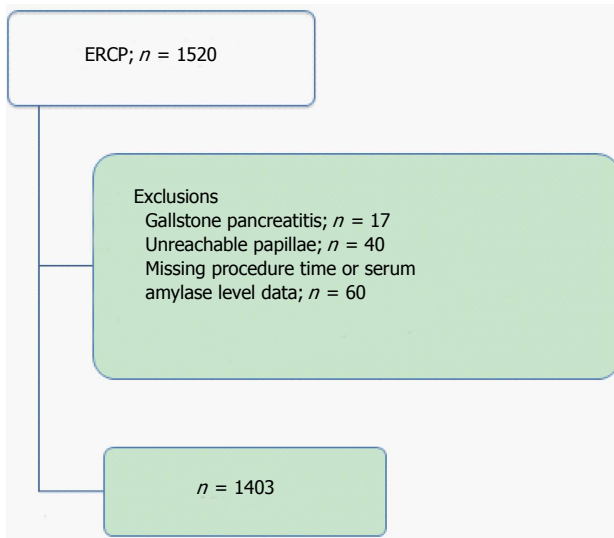 ERCP; n = 1520
Exclusions
Gallstone pancreatitis; n = 17
Unreachable papillae; n = 40
Missing procedure time or serum
amylase level data; n = 60
n = 1403